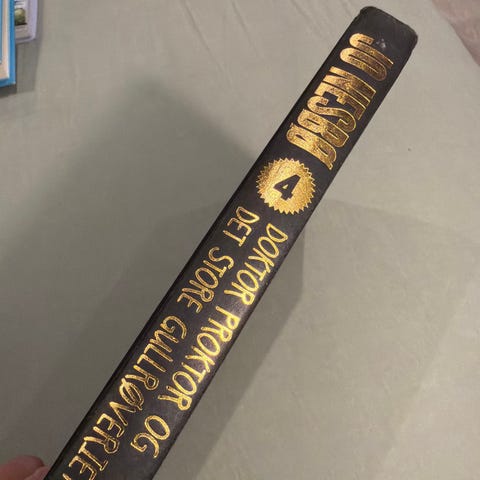 JO NESBØ
4
DOKTOR PROKTOR OG
DET STORE GULLRØVERIET